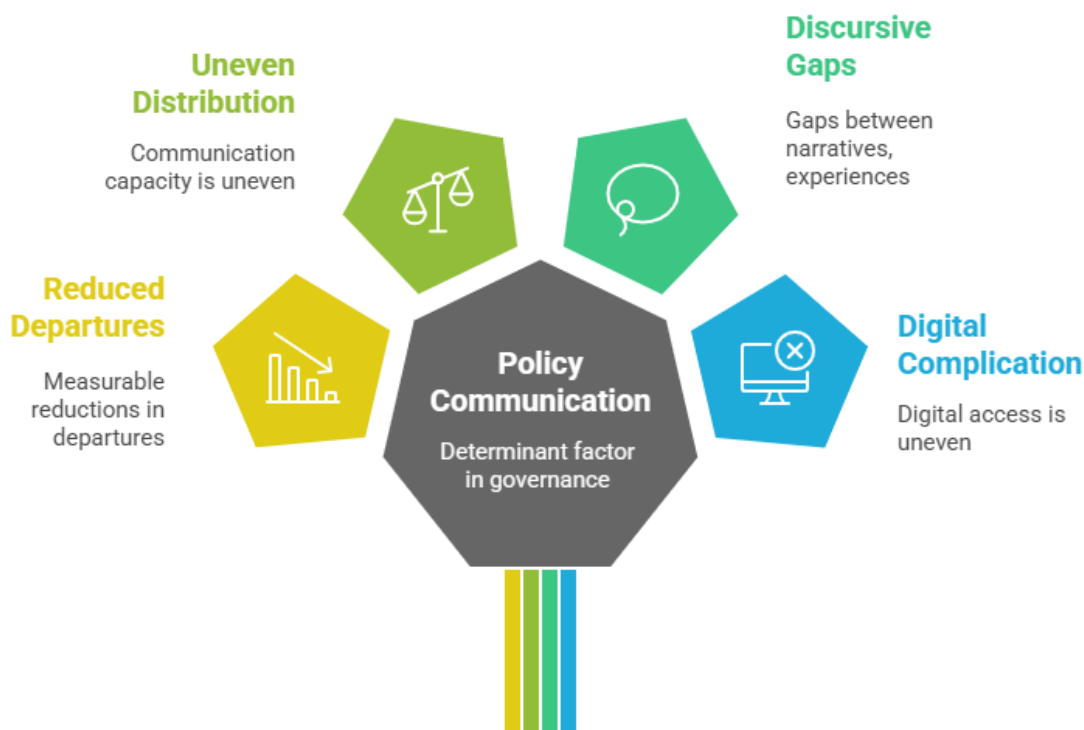 Uneven
Distribution
Communication
capacity is uneven
Discursive
Gaps
Gaps between
narratives,
experiences
Reduced
Departures
Measurable
reductions in
departures
Policy
Communication
Determinant factor
in governance
Digital
Complication
Digital access is
uneven